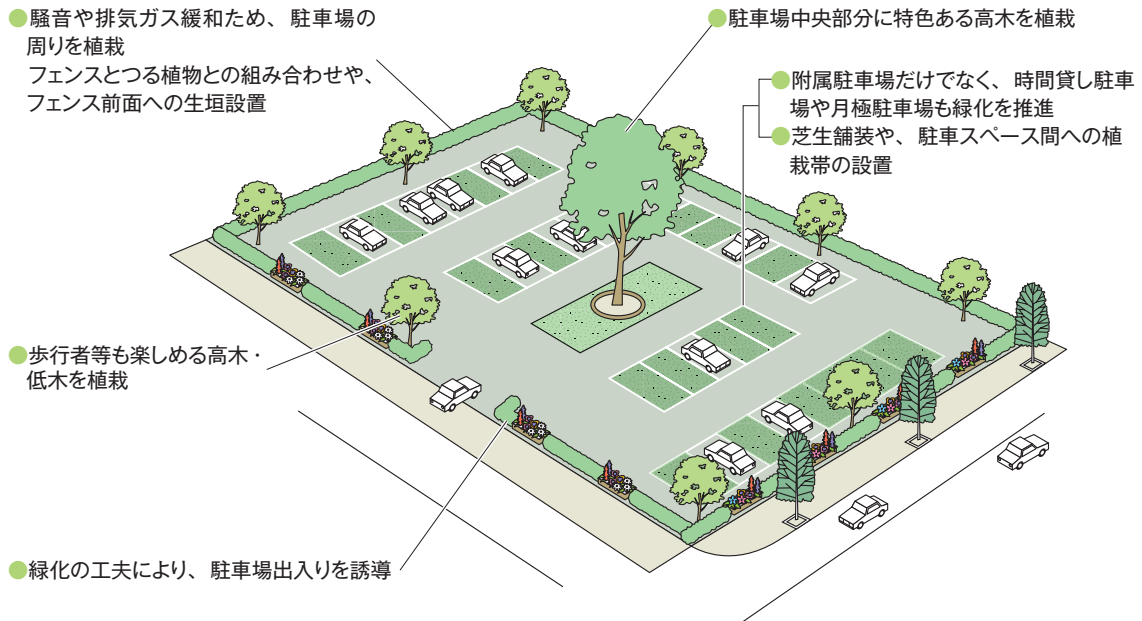 ●騒音や排気ガス緩和ため、駐車場の
周りを植栽
フェンスとつる植物との組み合わせや、
フェンス前面への生垣設置
●駐車場中央部分に特色ある高木を植栽
●附属駐車場だけでなく、時間貸し駐車
場や月極駐車場も緑化を推進
●芝生舗装や、駐車スペース間への植
栽帯の設置
●歩行者等も楽しめる高木・
低木を植栽
●緑化の工夫により、駐車場出入りを誘導